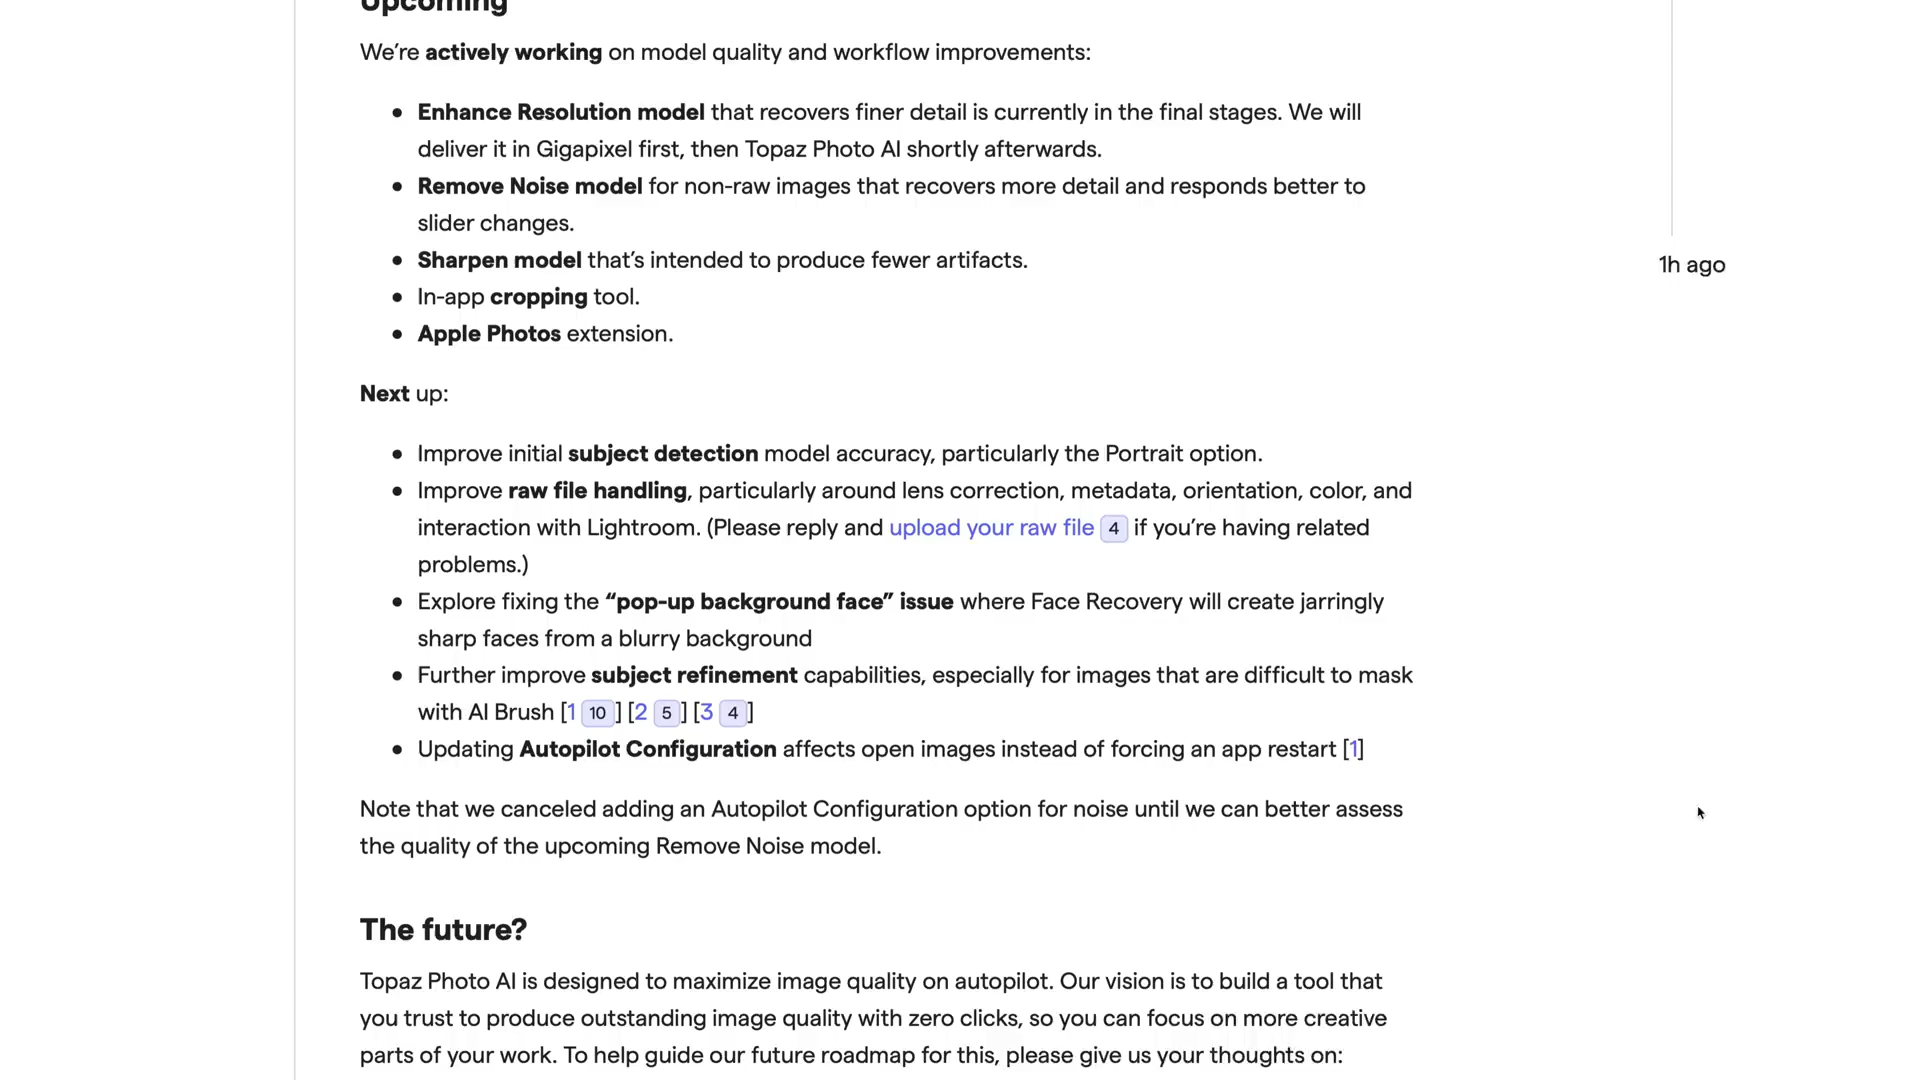 Upcoming
We’re actively working on model quality and workflow improvements:
Enhance Resolution model that recovers finer detail is currently in the final stages. We will
deliver it in Gigapixel first, then Topaz Photo AI shortly afterwards.
Remove Noise model for non-raw images that recovers more detail and responds better to
slider changes.
Sharpen model that’s intended to produce fewer artifacts.
1h ago
In-app cropping tool.
Apple Photos extension.
Next up:
Improve initial subject detection model accuracy, particularly the Portrait option.
Improve raw file handling, particularly around lens correction, metadata, orientation, color, and
interaction with Lightroom. (Please reply and upload your raw file 4 if you’re having related
problems.)
Explore fixing the “pop-up background face” issue where Face Recovery will create jarringly
sharp faces from a blurry background
Further improve subject refinement capabilities, especially for images that are difficult to mask
with AI Brush [1 10] [2 5] [3 4]
Updating Autopilot Configuration affects open images instead of forcing an app restart [1]
Note that we canceled adding an Autopilot Configuration option for noise until we can better assess
the quality of the upcoming Remove Noise model.
The future?
Topaz Photo AI is designed to maximize image quality on autopilot. Our vision is to build a tool that
you trust to produce outstanding image quality with zero clicks, so you can focus on more creative
parts of your work. To help guide our future roadmap for this, please give us your thoughts on: